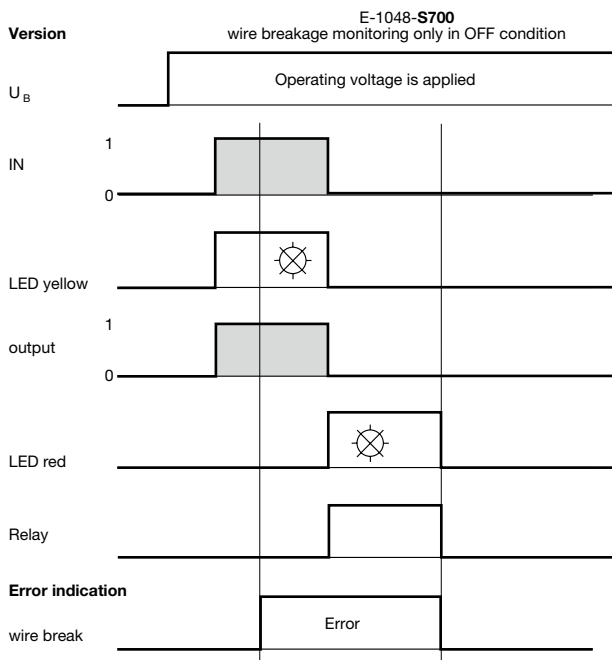 E-1048-S700
Version
wire breakage monitoring only in OFF condition
Operating voltage is applied
U B
1
IN
0
LED yellow
1
output
0
LED red
Relay
Error indication
Error
wire break